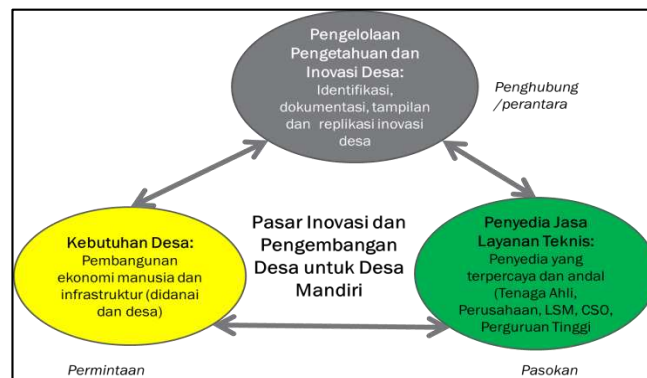 Pengelolaan
Pengetahuan dan
Inovasi Desa:
Identifikasi,
dokumentasi, tampilan
dan replikasi inovasi
desa
Penghubung
/perantara
Pasar Inovasi dan
Pengembangan
Desa untuk Desa
Mandiri
Kebutuhan Desa:
Pembangunan
ekonomi manusia dan
infrastruktur (didanai
dan desa)
Penyedia Jasa
Layanan Teknis:
Penyedia yang
terpercaya dan andal
(Tenaga Ahli,
Perusahaan, LSM, CSO,
Perguruan Tinggi
Permintaan
Pasokan